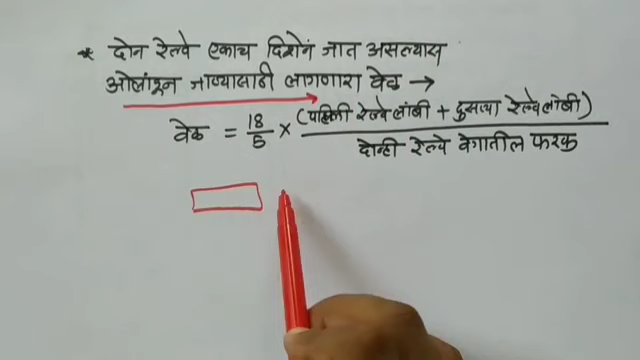 * दोन रेल्वे एकाच दिशेनं जात असल्यास
ओलांडून जाण्यासाठी लागणारा वेळ →
वेळ = 18/5 × (पहिली रेल्वे लांबी + दुसऱ्या रेल्वे लांबी) / दोन्ही रेल्वे वेगातील फरक